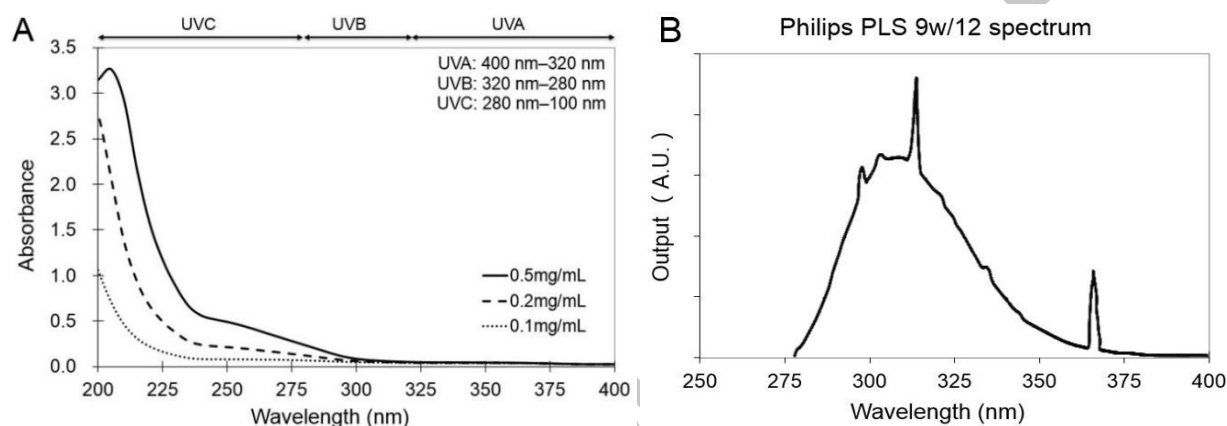 A
UVC UVB UVA
UVA: 400 nm–320 nm
UVB: 320 nm–280 nm
UVC: 280 nm–100 nm
Absorbance
3.5
3.0
2.5
2.0
1.5
1.0
0.5
0.0
0.5mg/mL
0.2mg/mL
0.1mg/mL
200 225 250 275 300 325 350 375 400
Wavelength (nm)
B
Philips PLS 9w/12 spectrum
Output ( A.U. )
250 275 300 325 350 375 400
Wavelength (nm)